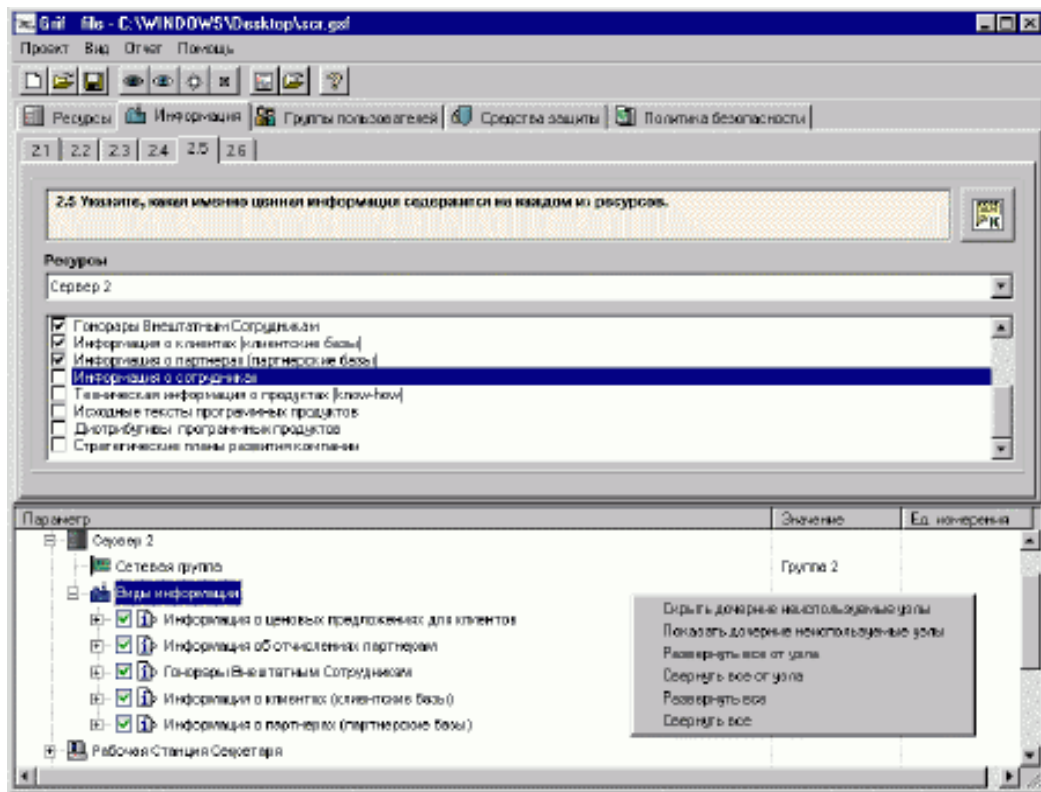 Grif file - C:\WINDOWS\Desktop\scr.gsf
Проект Вид Отчет Помощь
Ресурсы Информация Группы пользователей Средства защиты Политика безопасности
2.1 2.2 2.3 2.4 2.5 2.6
2.5 Укажите, какая именно ценная информация содержится на каждом из ресурсов.
Ресурсы
Сервер 2
Гонорары Внештатным Сотрудникам
Информация о клиентах (клиентские базы)
Информация о партнерах (партнерские базы)
Информация о сотрудниках
Техническая информация о продуктах (know-how)
Исходные тексты программных продуктов
Дистрибутивы программных продуктов
Стратегические планы развития компании
Параметр Значение Ед. измерения
Сервер 2
Сетевая группа Группа 2
Виды информации
Информация о ценовых предложениях для клиентов
Информация об отчислениях партнерам
Гонорары Внештатным Сотрудникам
Информация о клиентах (клиентские базы)
Информация о партнерах (партнерские базы)
Рабочая Станция Секретаря
Скрыть дочерние неиспользуемые узлы
Показать дочерние неиспользуемые узлы
Развернуть все от узла
Свернуть все от узла
Развернуть все
Свернуть все